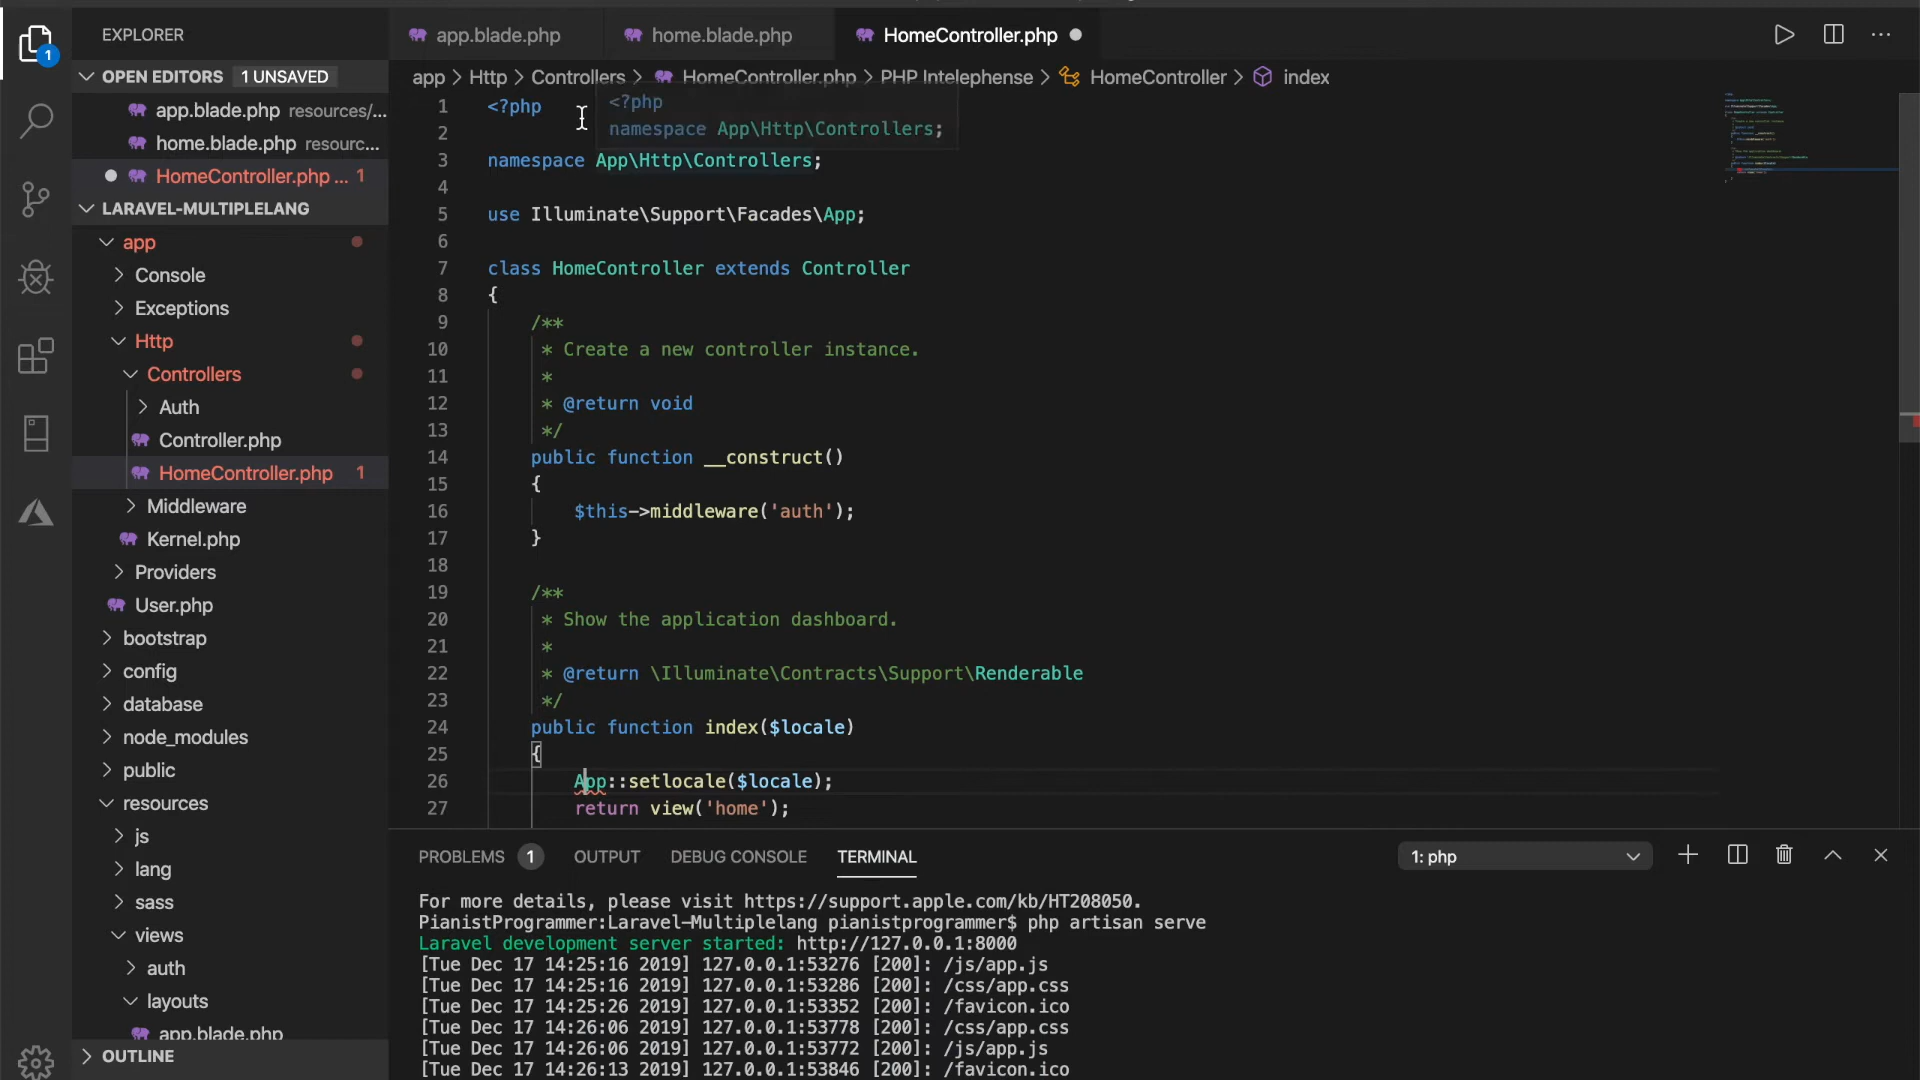 EXPLORER
OPEN EDITORS 1 UNSAVED
app.blade.php resources/...
home.blade.php resourc...
HomeController.php ... 1
LARAVEL-MULTIPLELANG
app
Console
Exceptions
Http
Controllers
Auth
Controller.php
HomeController.php 1
Middleware
Kernel.php
Providers
User.php
bootstrap
config
database
node_modules
public
resources
js
lang
sass
views
auth
layouts
app.blade.php
OUTLINE
1
app.blade.php home.blade.php HomeController.php
app > Http > Controllers > HomeController.php > PHP Intelephense > HomeController > index
<?php
namespace App\Http\Controllers;
1 <?php
2
3 namespace App\Http\Controllers;
4
5 use Illuminate\Support\Facades\App;
6
7 class HomeController extends Controller
8 {
9 /**
10 * Create a new controller instance.
11 *
12 * @return void
13 */
14 public function __construct()
15 {
16 $this->middleware('auth');
17 }
18
19 /**
20 * Show the application dashboard.
21 *
22 * @return \Illuminate\Contracts\Support\Renderable
23 */
24 public function index($locale)
25 {
26 App::setlocale($locale);
27 return view('home');
PROBLEMS 1 OUTPUT DEBUG CONSOLE TERMINAL 1: php
For more details, please visit https://support.apple.com/kb/HT208050.
PianistProgrammer:Laravel-Multiplelang pianistprogrammer$ php artisan serve
Laravel development server started: http://127.0.0.1:8000
[Tue Dec 17 14:25:16 2019] 127.0.0.1:53276 [200]: /js/app.js
[Tue Dec 17 14:25:16 2019] 127.0.0.1:53286 [200]: /css/app.css
[Tue Dec 17 14:25:26 2019] 127.0.0.1:53352 [200]: /favicon.ico
[Tue Dec 17 14:26:06 2019] 127.0.0.1:53778 [200]: /css/app.css
[Tue Dec 17 14:26:06 2019] 127.0.0.1:53772 [200]: /js/app.js
[Tue Dec 17 14:26:13 2019] 127.0.0.1:53846 [200]: /favicon.ico